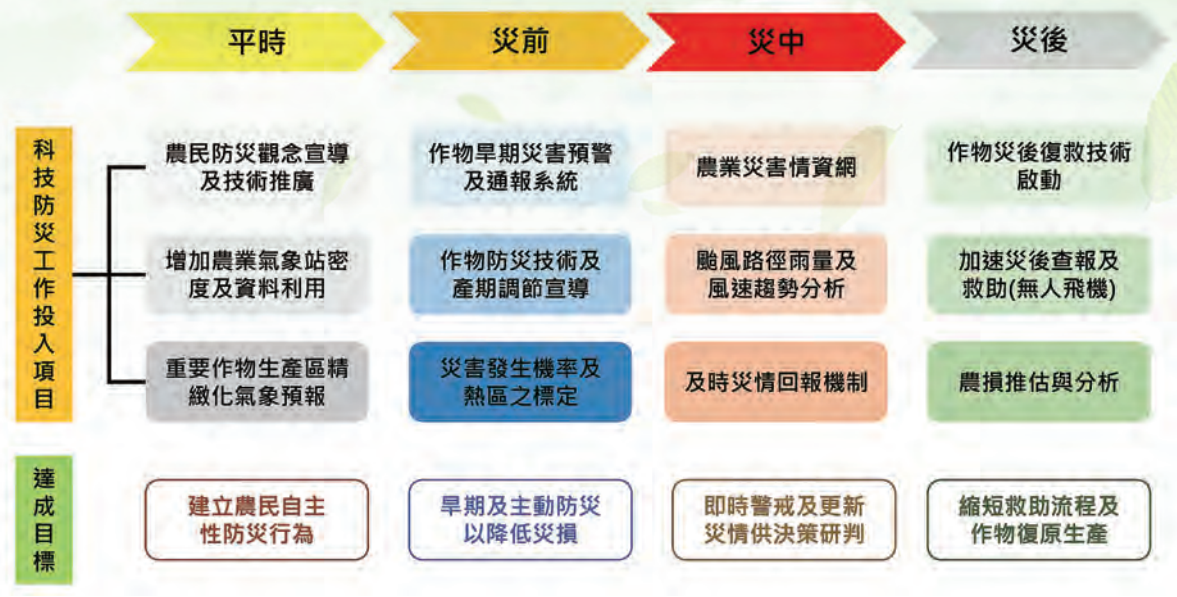 平時
災前
災中
災後
科技防災工作投入項目
農民防災觀念宣導
及技術推廣
作物早期災害預警
及通報系統
農業災害情資網
作物災後復救技術
啟動
增加農業氣象站密
度及資料利用
作物防災技術及
產期調節宣導
颱風路徑雨量及
風速趨勢分析
加速災後查報及
救助(無人飛機)
重要作物生產區精
緻化氣象預報
災害發生機率及
熱區之標定
及時災情回報機制
農損推估與分析
達成目標
建立農民自主
性防災行為
早期及主動防災
以降低災損
即時警戒及更新
災情供決策研判
縮短救助流程及
作物復原生產